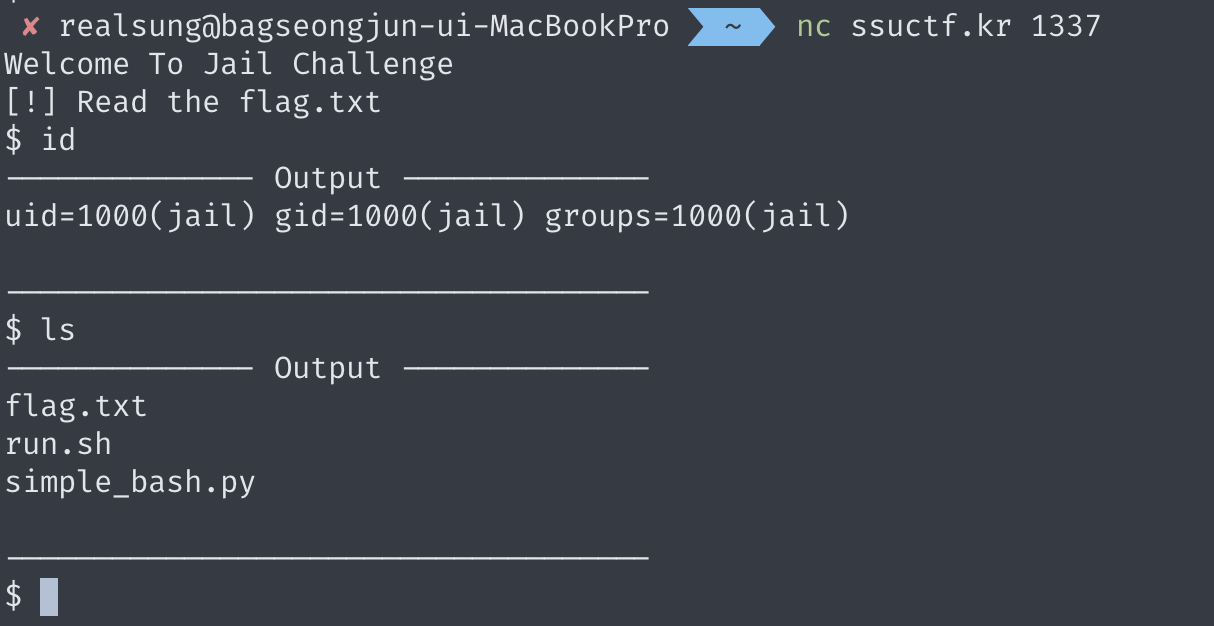 ✘ realsung@bagseongjun-ui-MacBookPro ~ nc ssuctf.kr 1337
Welcome To Jail Challenge
[!] Read the flag.txt
$ id
────────────── Output ──────────────
uid=1000(jail) gid=1000(jail) groups=1000(jail)
────────────────────────────────────
$ ls
────────────── Output ──────────────
flag.txt
run.sh
simple_bash.py
────────────────────────────────────
$